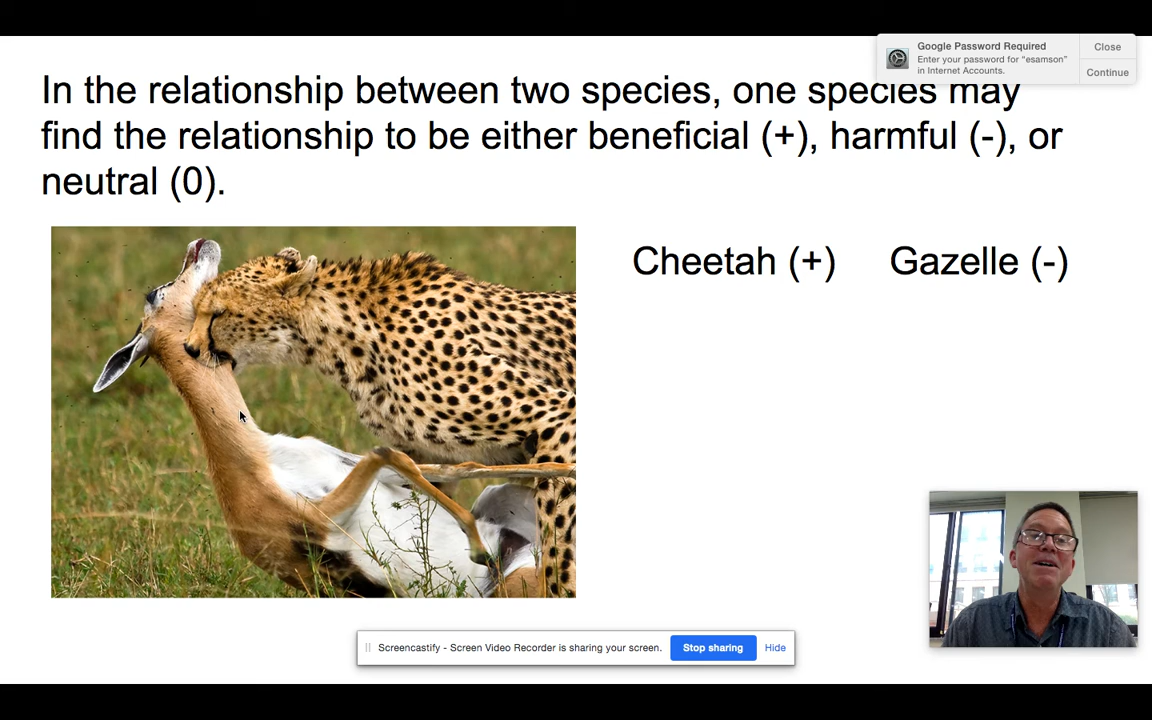 Google Password Required
Close
Enter your password for “esamson”
in Internet Accounts.
Continue
In the relationship between two species, one species may
find the relationship to be either beneficial (+), harmful (-), or
neutral (0).
Cheetah (+) Gazelle (-)
Screencastify - Screen Video Recorder is sharing your screen.
Stop sharing
Hide